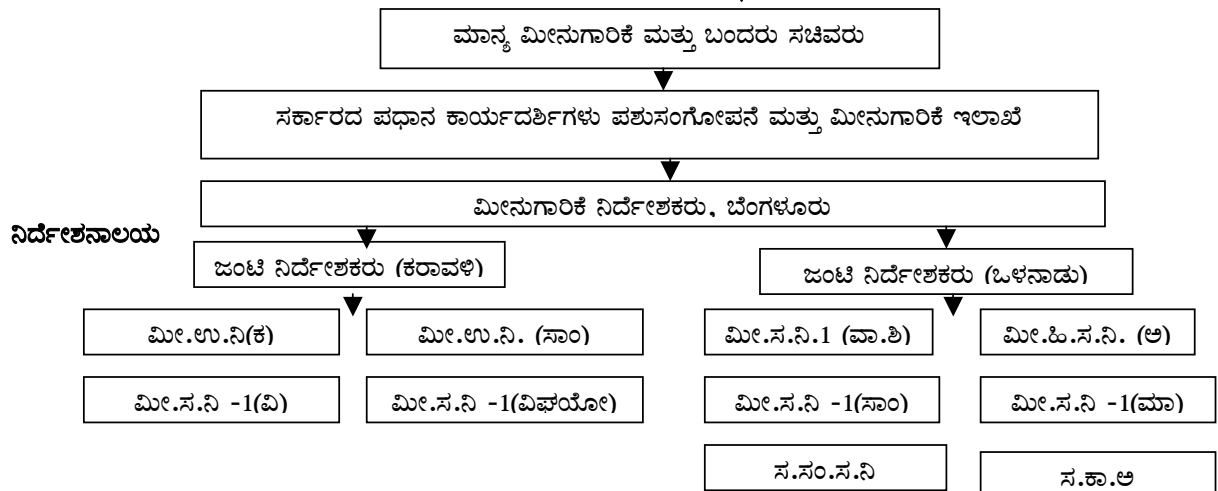 ಮಾನ್ಯ ಮೀನುಗಾರಿಕೆ ಮತ್ತು ಬಂದರು ಸಚಿವರು
ಸರ್ಕಾರದ ಪಧಾನ ಕಾರ್ಯದರ್ಶಿಗಳು ಪಶುಸಂಗೋಪನೆ ಮತ್ತು ಮೀನುಗಾರಿಕೆ ಇಲಾಖೆ
ಮೀನುಗಾರಿಕೆ ನಿರ್ದೇಶಕರು, ಬೆಂಗಳೂರು
ನಿರ್ದೇಶನಾಲಯ
ಜಂಟಿ ನಿರ್ದೇಶಕರು (ಕರಾವಳಿ)
ಜಂಟಿ ನಿರ್ದೇಶಕರು (ಒಳನಾಡು)
ಮೀ.ಉ.ನಿ(ಕ)
ಮೀ.ಉ.ನಿ. (ಸಾಂ)
ಮೀ.ಸ.ನಿ.1 (ವಾ.ಶಿ)
ಮೀ.ಹಿ.ಸ.ನಿ. (ಅ)
ಮೀ.ಸ.ನಿ -1(ವಿ)
ಮೀ.ಸ.ನಿ -1(ವಿಘಯೋ)
ಮೀ.ಸ.ನಿ -1(ಸಾಂ)
ಮೀ.ಸ.ನಿ -1(ಮಾ)
ಸ.ಸಂ.ಸ.ನಿ
ಸ.ಕಾ.ಅ